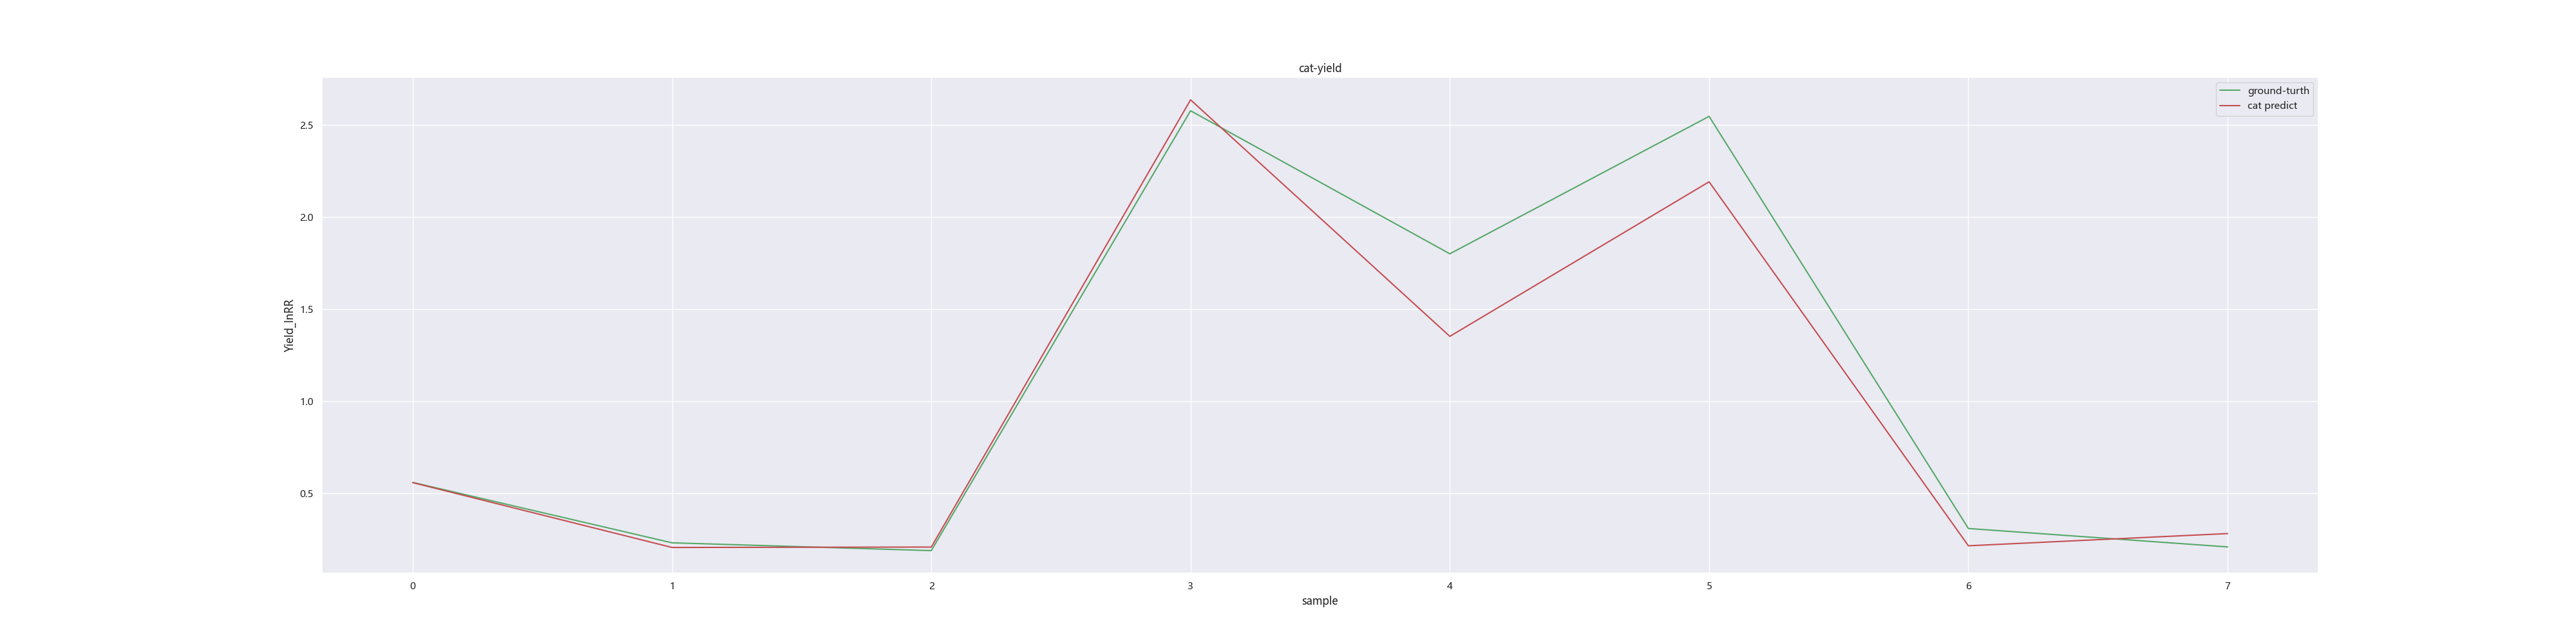 cat-yield
ground-turth
cat predict
2.5
2.0
1.5
1.0
0.5
Yield_lnRR
0 1 2 3 4 5 6 7
sample